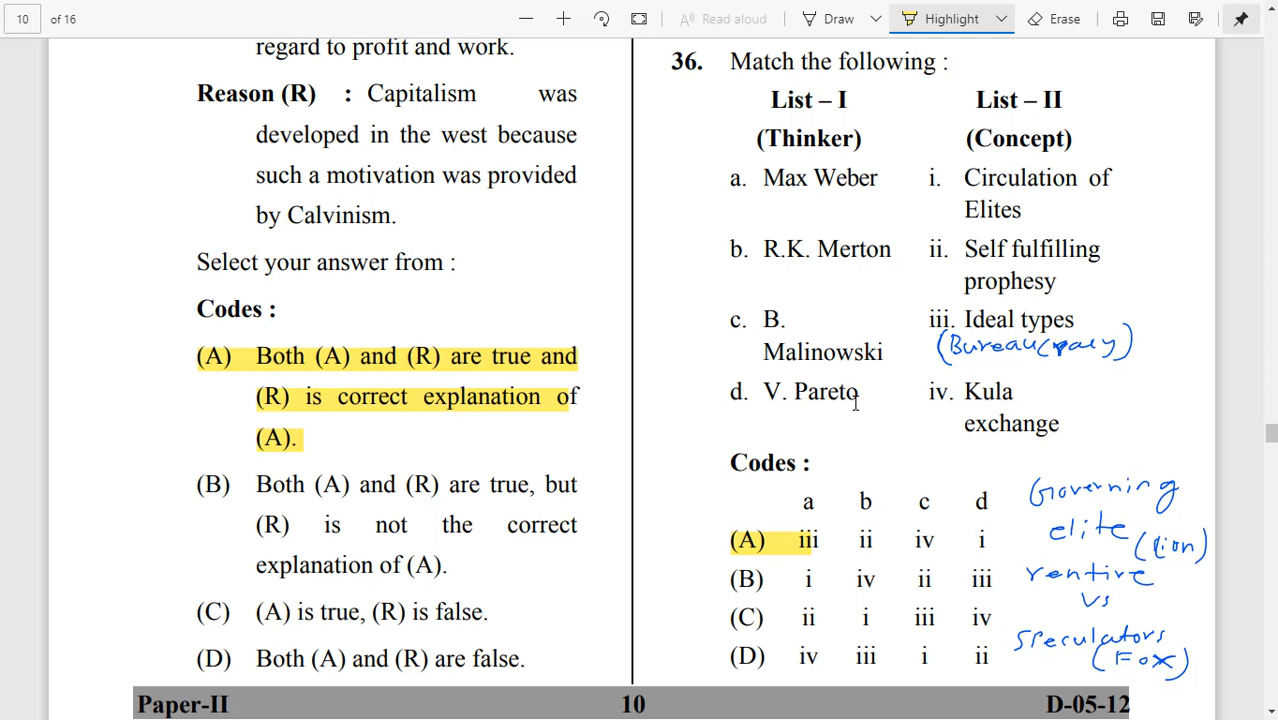 10 of 16
Read aloud
Draw
Highlight
Erase
regard to profit and work.
Reason (R) : Capitalism was
developed in the west because
such a motivation was provided
by Calvinism.
Select your answer from :
Codes :
(A) Both (A) and (R) are true and
(R) is correct explanation of
(A).
(B) Both (A) and (R) are true, but
(R) is not the correct
explanation of (A).
(C) (A) is true, (R) is false.
(D) Both (A) and (R) are false.
36. Match the following :
List – I List – II
(Thinker) (Concept)
a. Max Weber i. Circulation of
Elites
b. R.K. Merton ii. Self fulfilling
prophesy
c. B. iii. Ideal types
Malinowski (Bureaucracy)
d. V. Pareto iv. Kula
exchange
Codes :
a b c d
(A) iii ii iv i
(B) i iv ii iii
(C) ii i iii iv
(D) iv iii i ii
Governing
elite (lion)
rentire
vs
Speculators
(Fox)
Paper-II 10 D-05-12